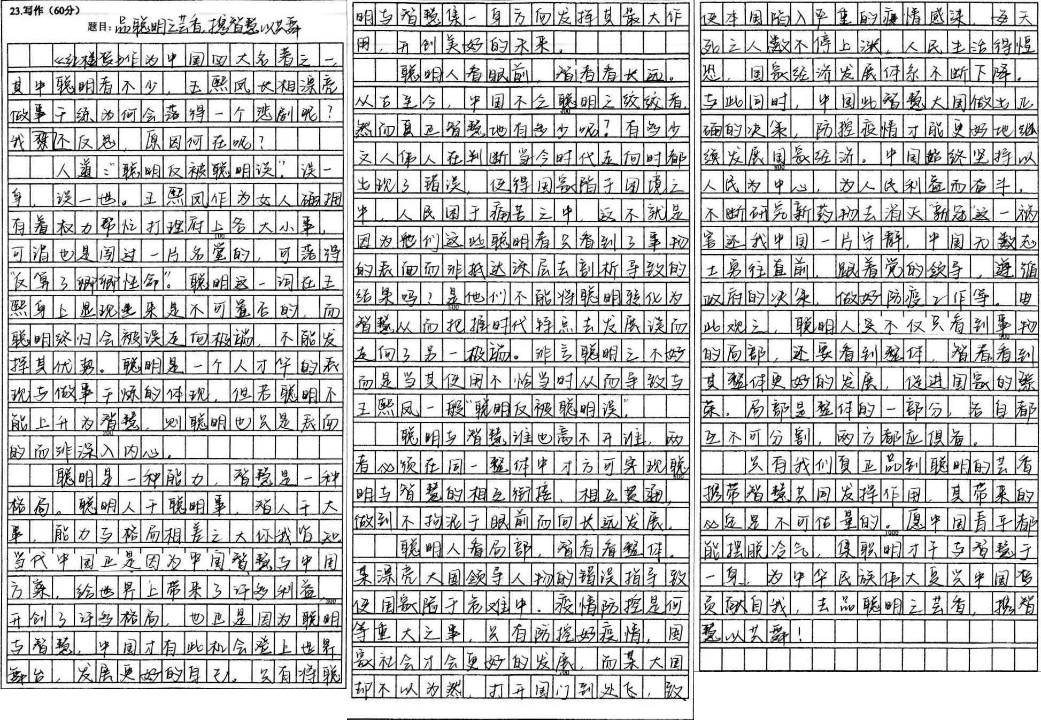 23.写作（60分）
题目：品聪明之芸香，携智慧以共舞
《红楼梦》作为中国四大名著之一，
其中聪明者不少，王熙凤长相漂亮
做事干练为何会落得一个悲剧呢？
我不反思，原因何在呢？
人道："聪明反被聪明误。"误一
身，误一世。王熙凤作为女人确拥
有着权力帮忙打理府上各大小事，
可谓也是闯过一片名堂的，可落得
"反算了卿卿性命"。聪明这一词在王
熙身上显现出来是不可置否的，而
聪明终归会被误走向极端，不能发
挥其优势。聪明是一个人才华的表
现与做事干练的体现，但若聪明不
能上升为智慧，则聪明也只是表面
的而非深入内心。
聪明是一种能力，智慧是一种
格局。聪明人干聪明事，智人干大
事，能力与格局相差之大你我皆知
当代中国正是因为中国智慧与中国
方案，给世界上带来了许多利益，
开创了许多格局，也正是因为聪明
与智慧，中国才有此机会登上世界
舞台，发展更好的自己。只有将聪
明与智慧集一身方可发挥其最大作
用，开创美好的未来。
聪明人看眼前，智者看长远。
从古至今，中国不乏聪明之佼佼者，
然而真正智慧地有多少呢？有多少
文人伟人在判断当今时代走向时都
出现了错误，使得国家陷于困境之
中，人民困于病苦之中，这不就是
因为他们这些聪明者只看到了事物
的表面而非抵达深层去剖析导致的
结果吗？是他们不能将聪明转化为
智慧从而把握时代特点去发展误而
走向了另一极端。非言聪明之不妙
而是当其使用不恰当时从而导致与
王熙凤一般"聪明反被聪明误"
聪明与智慧谁也离不开谁，两
者必须在同一整体中才方可实现聪
明与智慧的相互衔接，相互贯通，
做到不拘泥于眼前而向长远发展。
聪明人看局部，智者看整体。
某漂亮大国领导人物的错误指导致
使国家陷于危难中。疫情防控是何
等重大之事，只有防控好疫情，国
家社会才会更好的发展，而某大国
却不以为然，打开国门到处飞，致
使本国陷入严重的疫情感染，每天
死亡人数不停上涨，人民生活得惶
恐，国家经济发展体系不断下降。
与此同时，中国此智慧大国做出正
确的决策，防控疫情才能更好地继
续发展国家经济。中国始终坚持以
人民为中心，为人民利益而奋斗，
不断研究新药物去消灭"新冠"这一祸
害还我中国一片宁静，中国无数志
士勇往直前，跟着党的领导，遵循
政府的决策，做好防疫工作等。由
此观之，聪明人又不仅只看到事物
的局部，还要看到整体，智者看到
其整体更好的发展，促进国家的繁
荣，局部是整体的一部分，各自都
互不可分割，两方都应俱备。
只有我们真正品到聪明的芸香
携带智慧共同发挥作用，其带来的
必定是不可估量的。愿中国青年都
能摆脱冷气，集聪明才干与智慧于
一身，为中华民族伟大复兴中国梦
贡献自我！去品聪明之芸香，携智
慧以共舞！